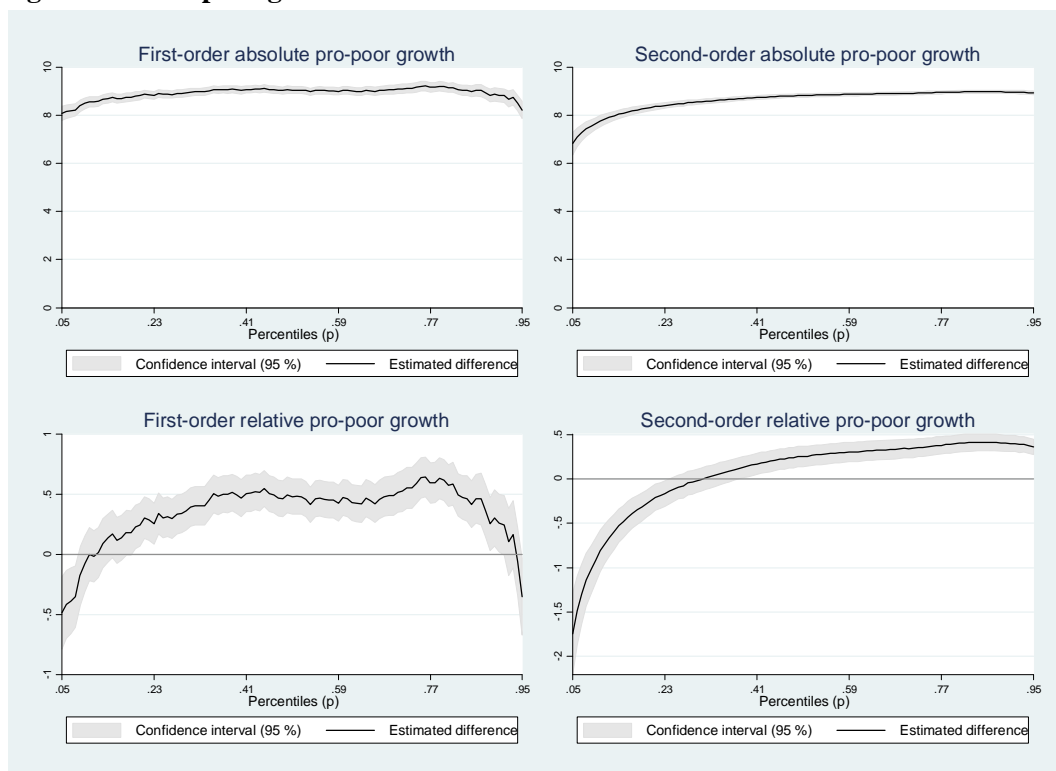 First-order absolute pro-poor growth
10
8
6
4
2
0
.05 .23 .41 .59 .77 .95
Percentiles (p)
Confidence interval (95 %) Estimated difference
Second-order absolute pro-poor growth
10
8
6
4
2
0
.05 .23 .41 .59 .77 .95
Percentiles (p)
Confidence interval (95 %) Estimated difference
First-order relative pro-poor growth
1
.5
0
-.5
-1
.05 .23 .41 .59 .77 .95
Percentiles (p)
Confidence interval (95 %) Estimated difference
Second-order relative pro-poor growth
.5
0
-.5
-1
-1.5
-2
.05 .23 .41 .59 .77 .95
Percentiles (p)
Confidence interval (95 %) Estimated difference